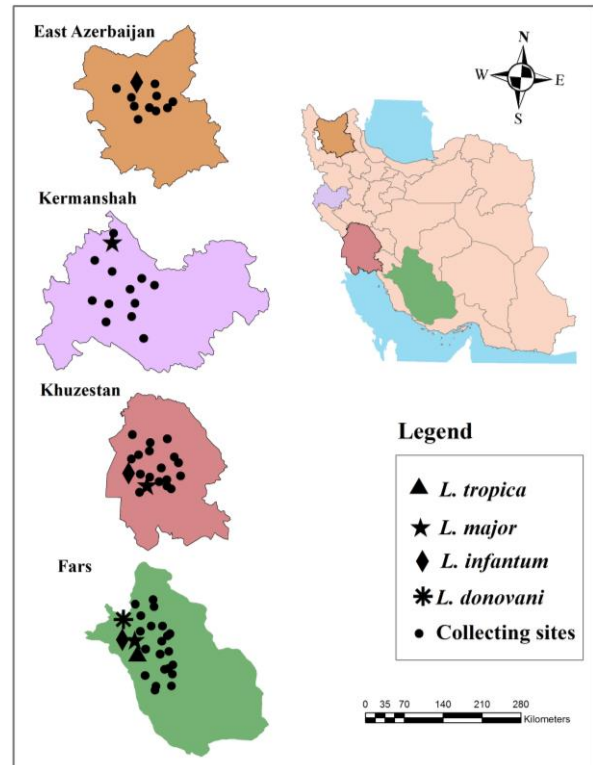 East Azerbaijan
N
W E
S
Kermanshah
Khuzestan
Legend
L. tropica
L. major
L. infantum
L. donovani
Collecting sites
Fars
0 35 70 140 210 280
Kilometers